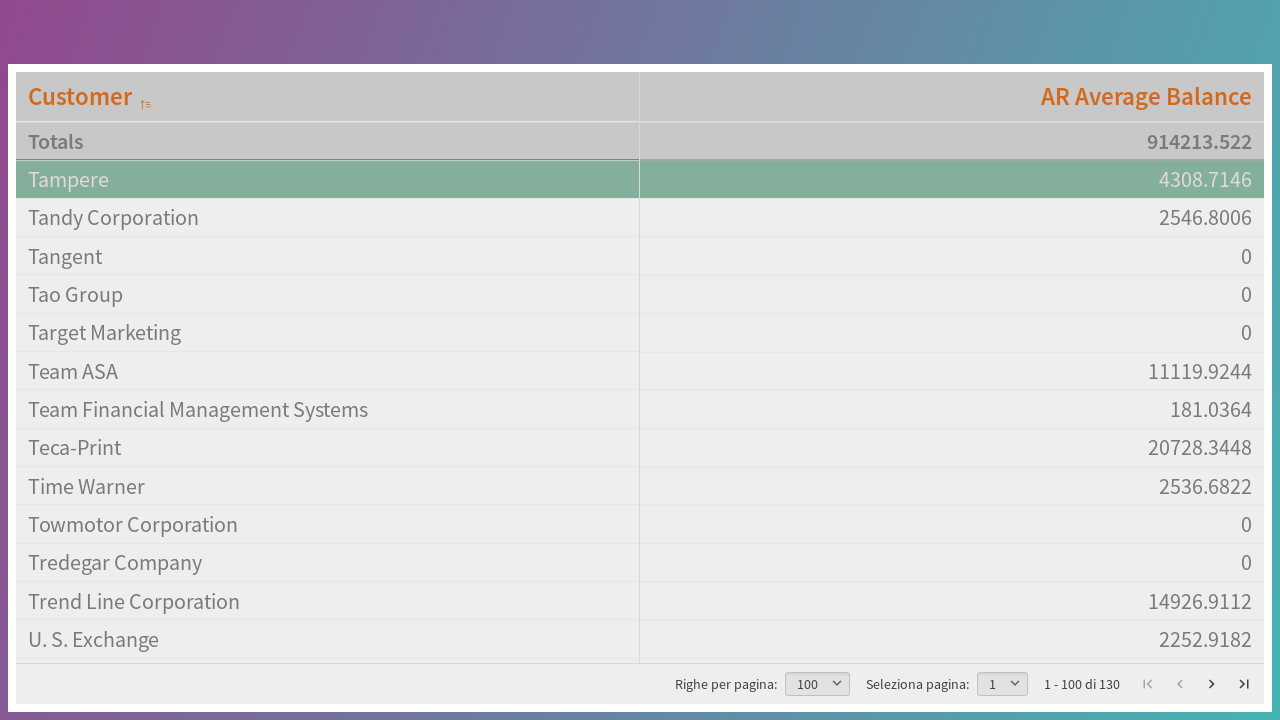 Customer AR Average Balance
Totals 914213.522
Tampere 4308.7146
Tandy Corporation 2546.8006
Tangent 0
Tao Group 0
Target Marketing 0
Team ASA 11119.9244
Team Financial Management Systems 181.0364
Teca-Print 20728.3448
Time Warner 2536.6822
Towmotor Corporation 0
Tredegar Company 0
Trend Line Corporation 14926.9112
U. S. Exchange 2252.9182
Righe per pagina: 100 Seleziona pagina: 1 1 - 100 di 130